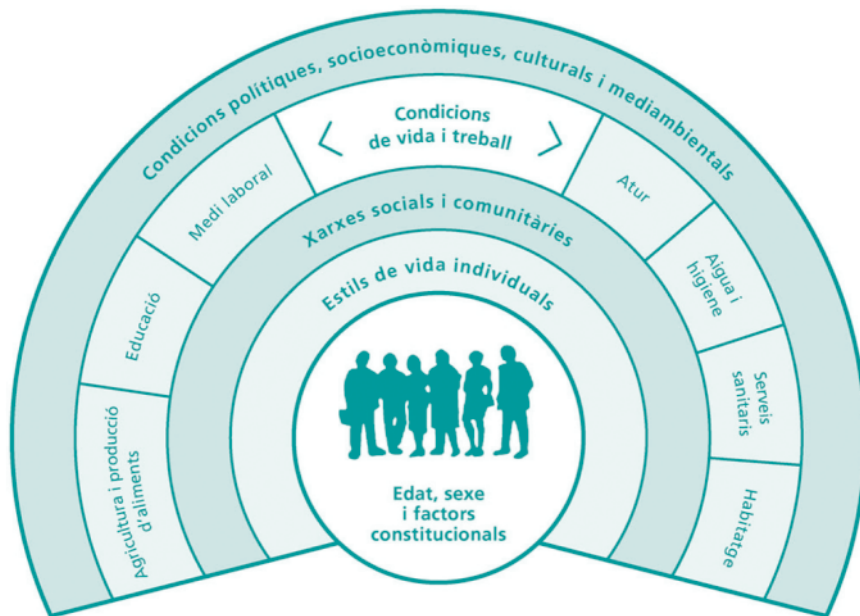 Condicions polítiques, socioeconòmiques, culturals i mediambientals
Condicions
de vida i treball
Medi laboral
Educació
Agricultura i producció
d'aliments
Atur
Aigua i
higiene
Serveis
sanitaris
Habitatge
Xarxes socials i comunitàries
Estils de vida individuals
Edat, sexe
i factors
constitucionals